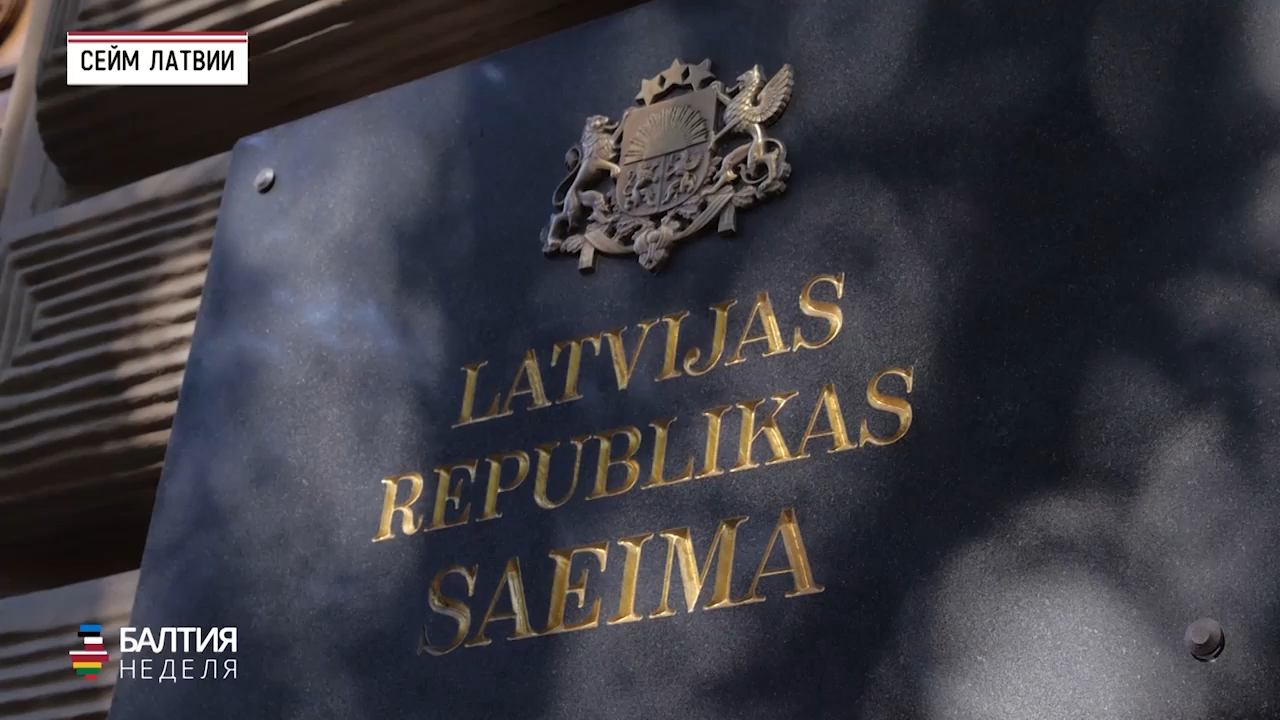 СЕЙМ ЛАТВИИ
LATVIJAS
REPUBLIKAS
SAEIMA
БАЛТИЯ
НЕДЕЛЯ